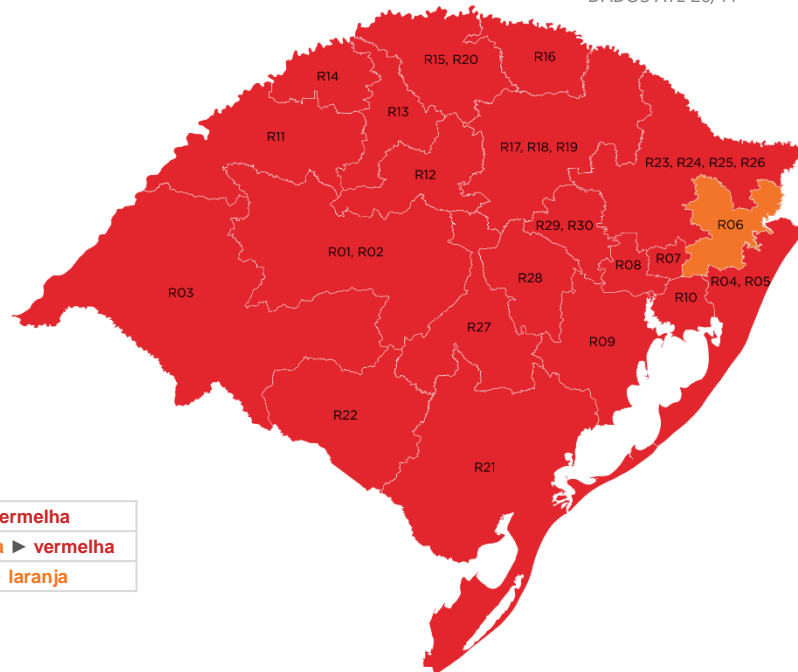 R16
R15, R20
R14
R13
R11
R17, R18, R19
R23, R24, R25, R26
R12
R29, R30
R06
R01, R02
R07
R08
R28
R04, R05
R03
R10
R27
R09
R22
R21
► vermelha
laranja